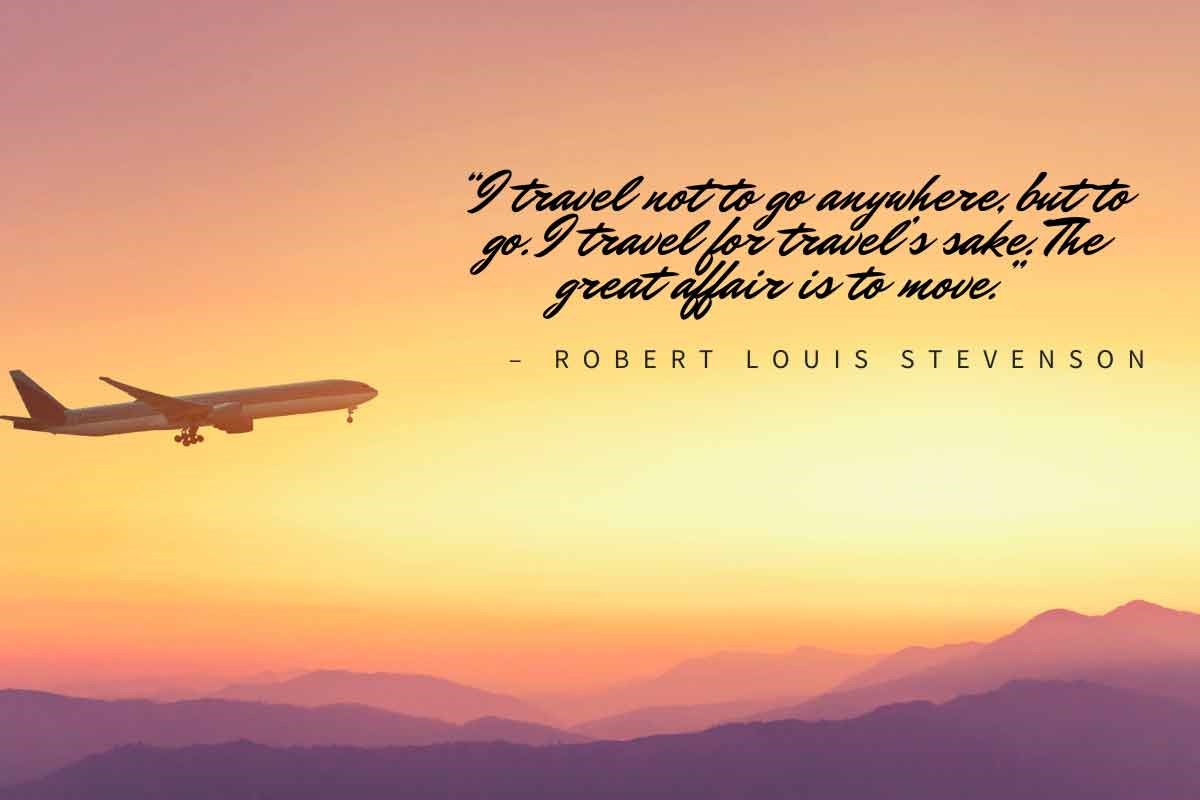 “I travel not to go anywhere, but to
go. I travel for travel's sake. The
great affair is to move.”
– ROBERT LOUIS STEVENSON